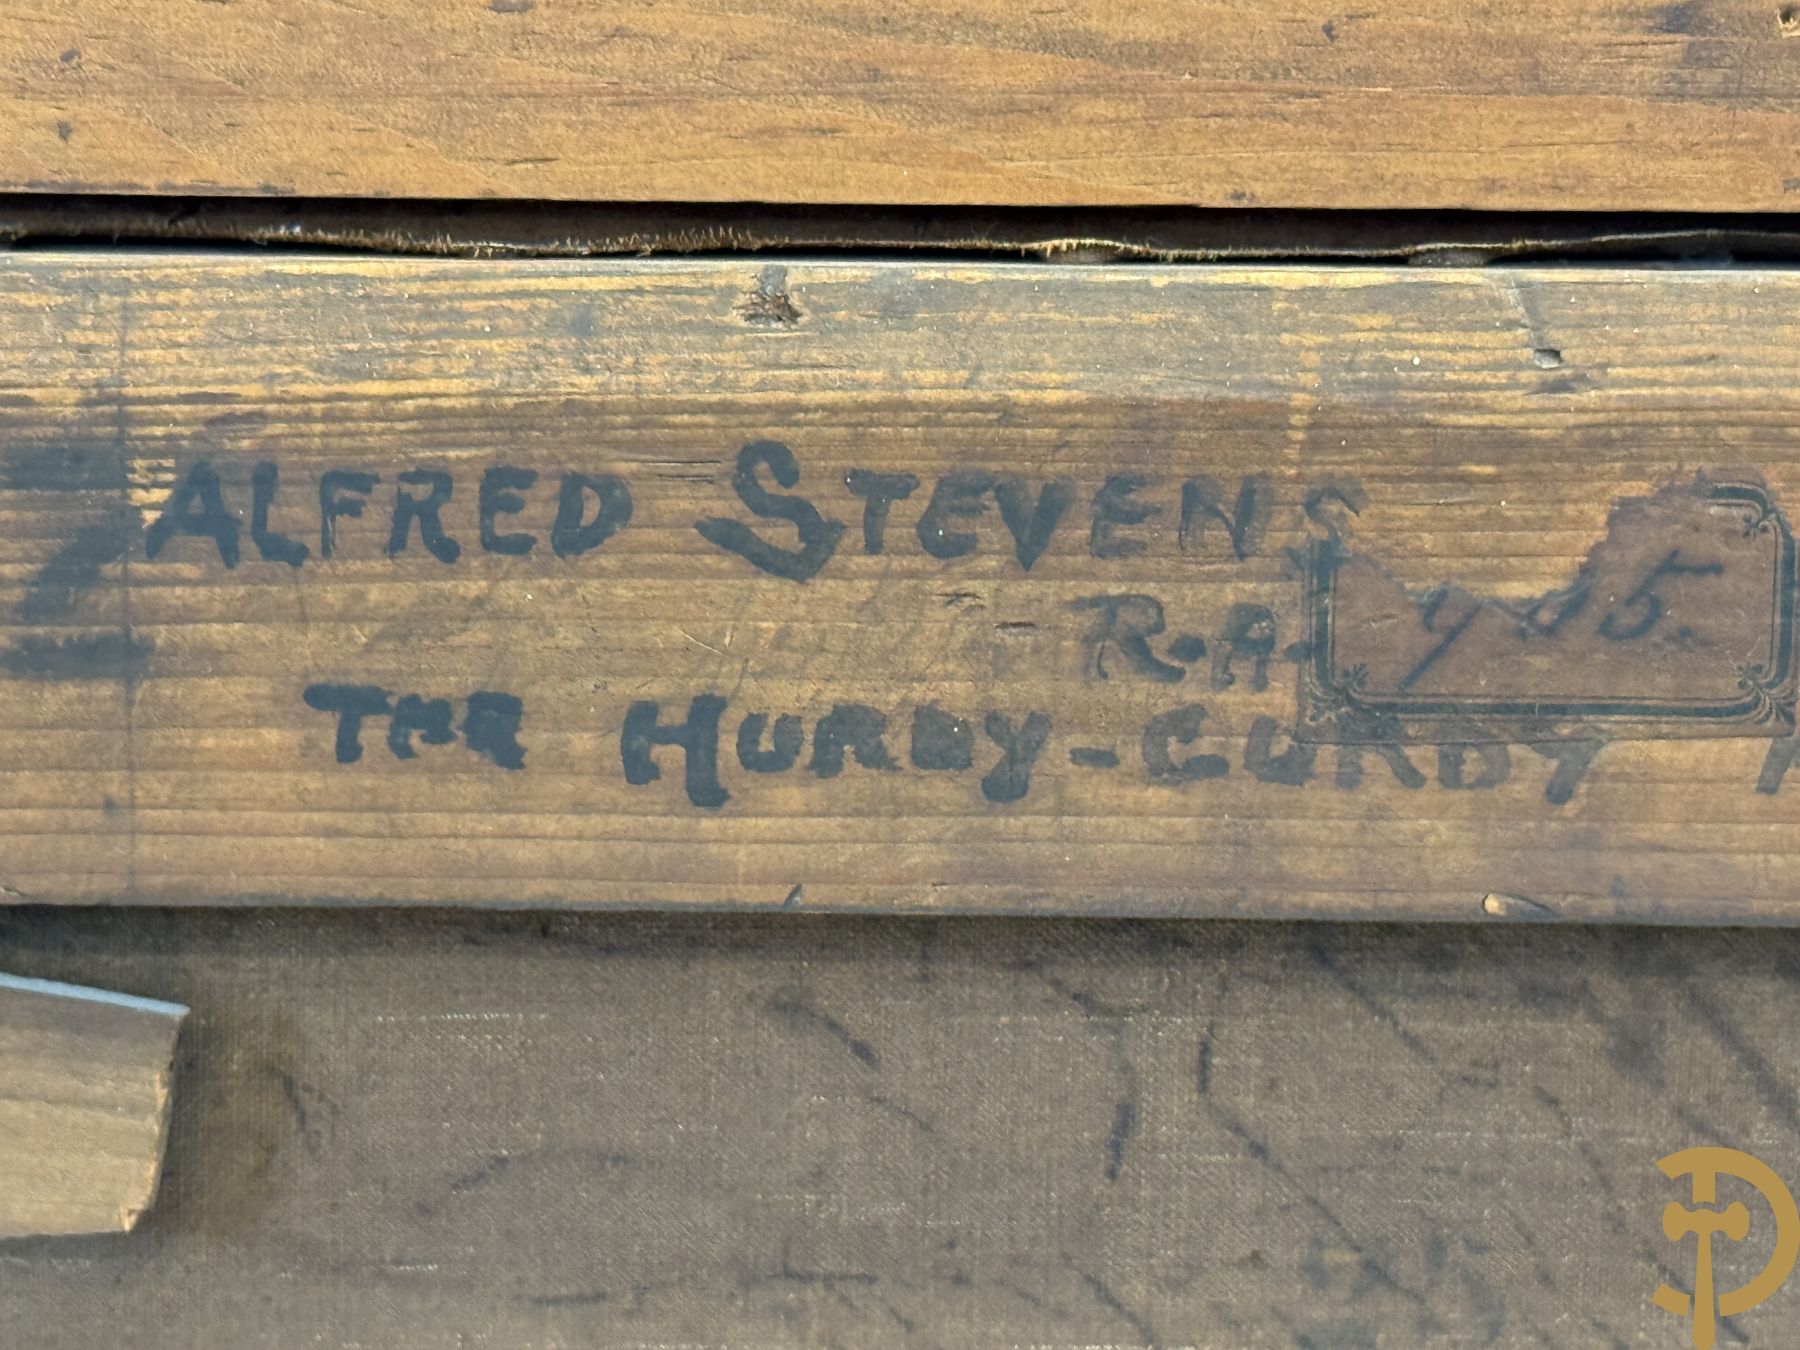 ALFRED STEVENS
R.A.
THE HURDY-GURDY